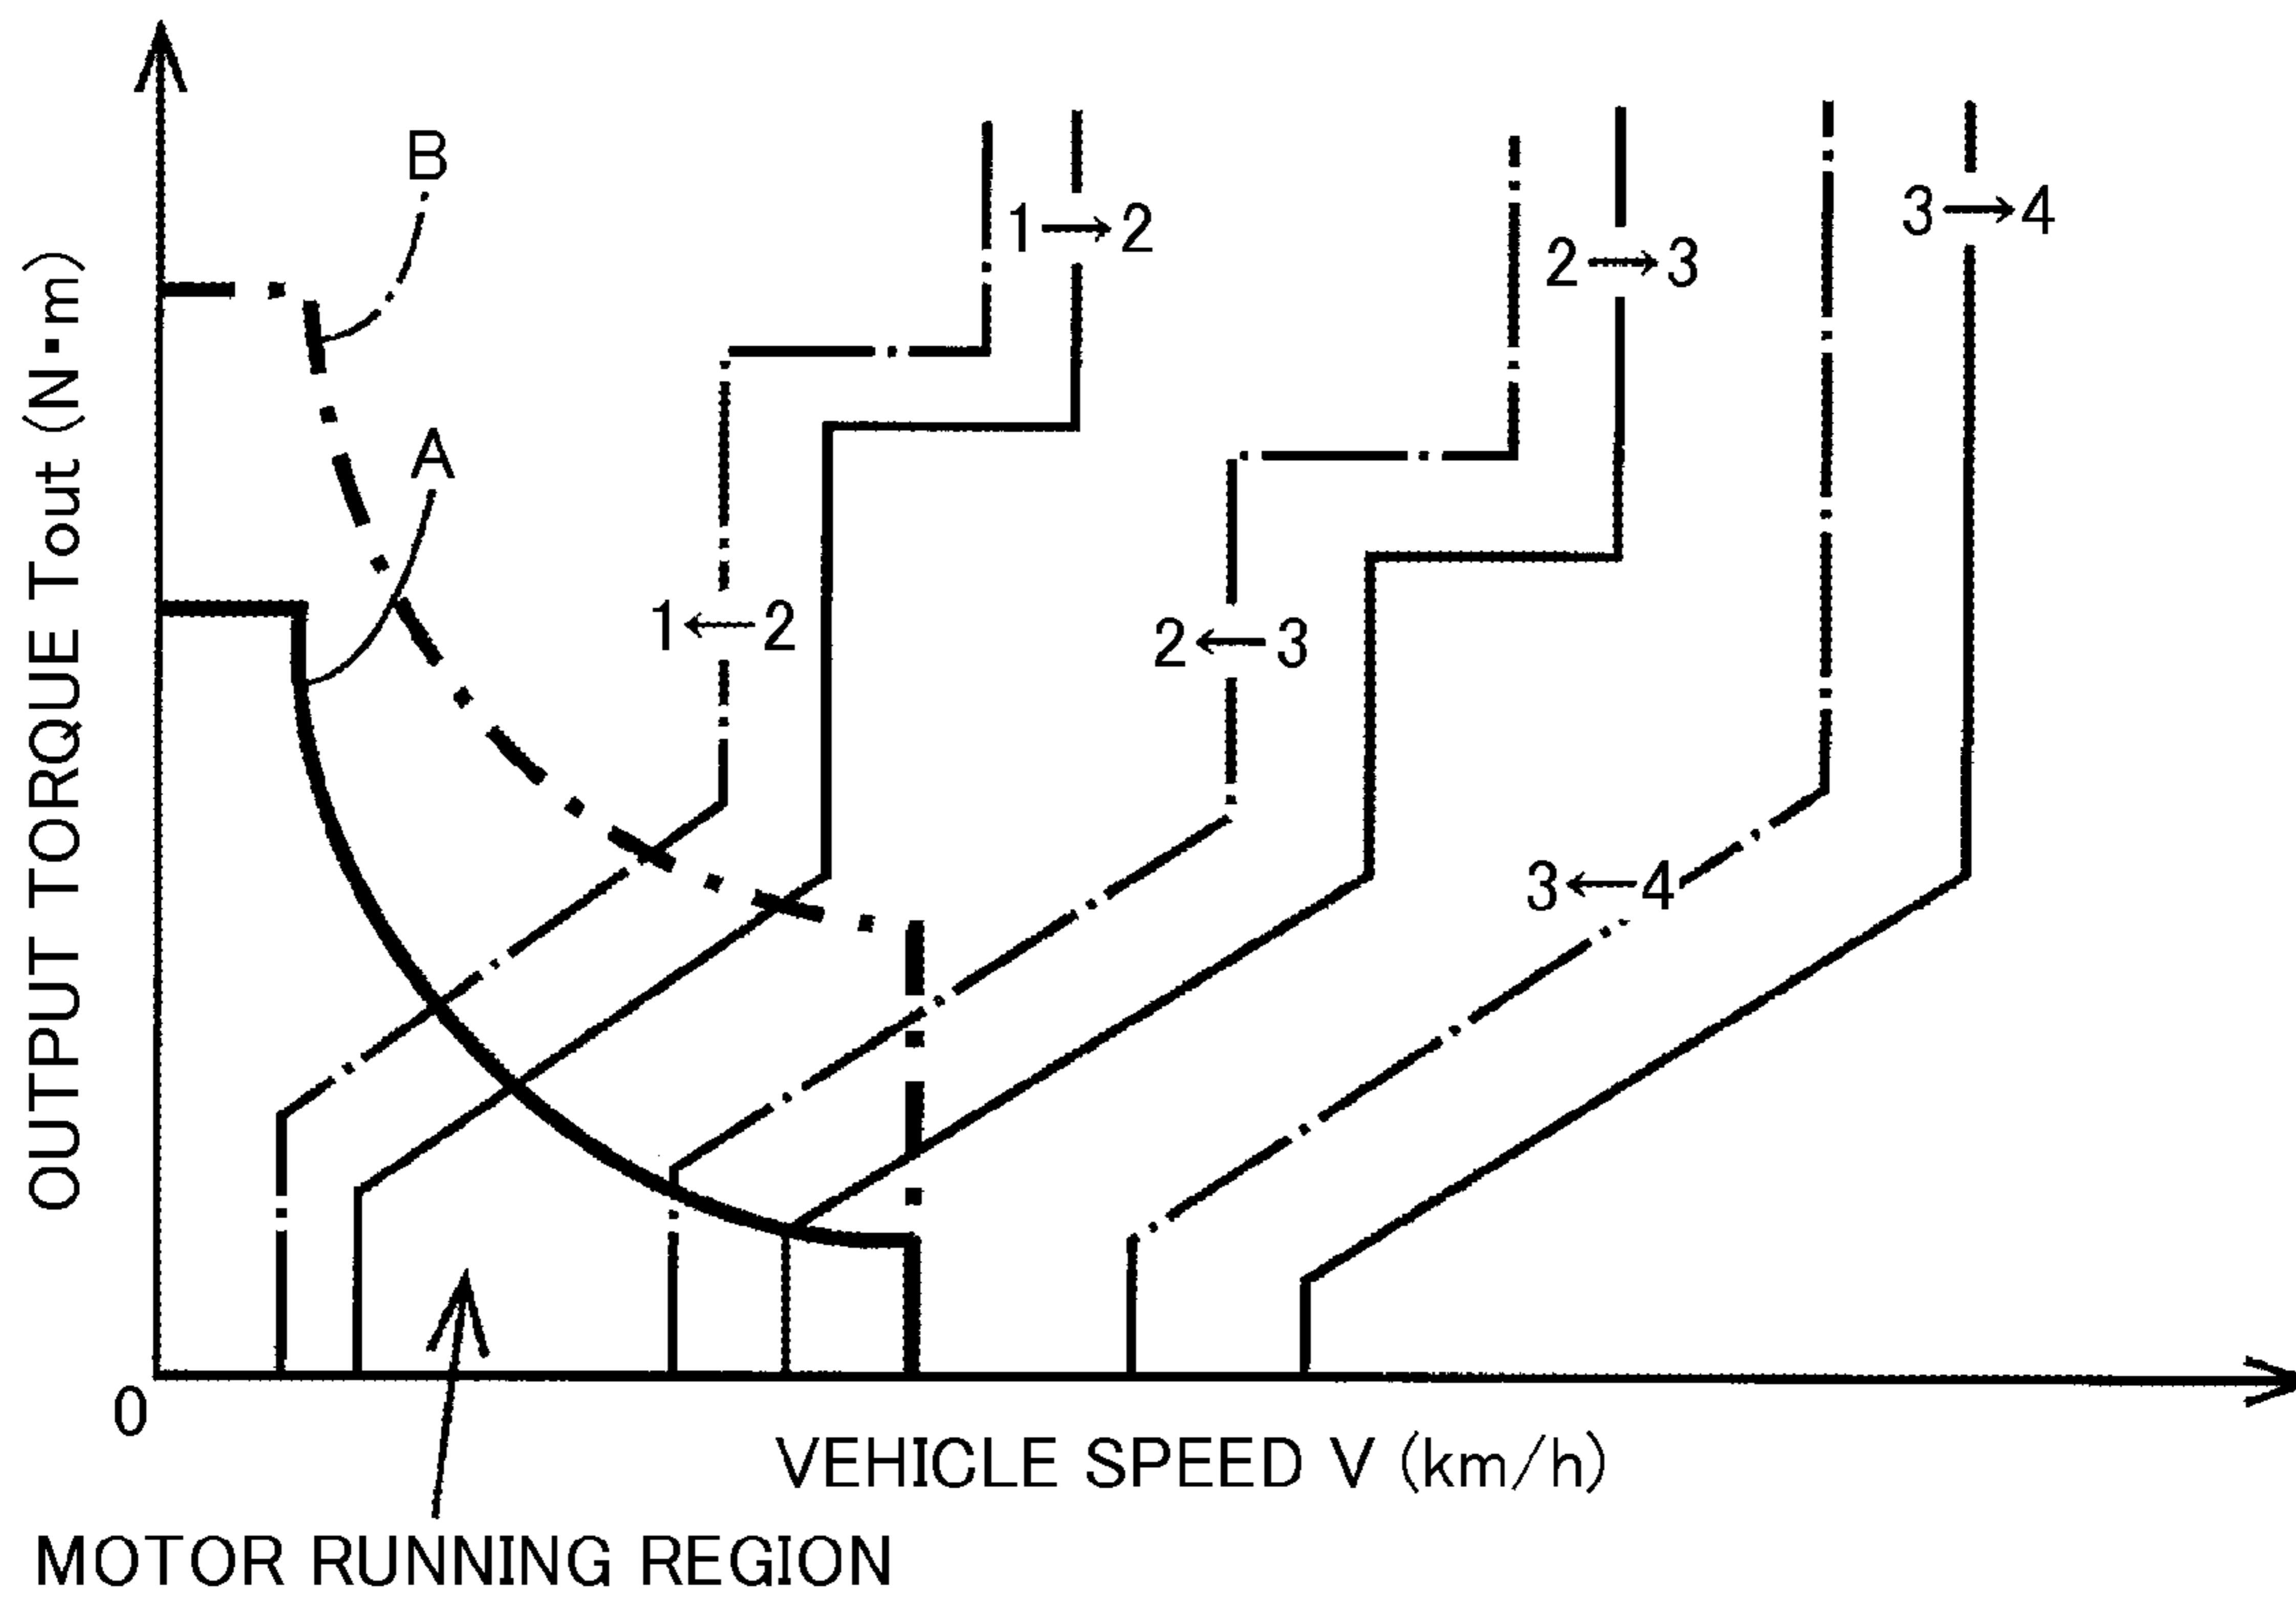 B
1→2
3→4
2→3
A
1←2
2←3
3←4
OUTPUT TORQUE Tout (N・m)
0
VEHICLE SPEED V (km/h)
MOTOR RUNNING REGION